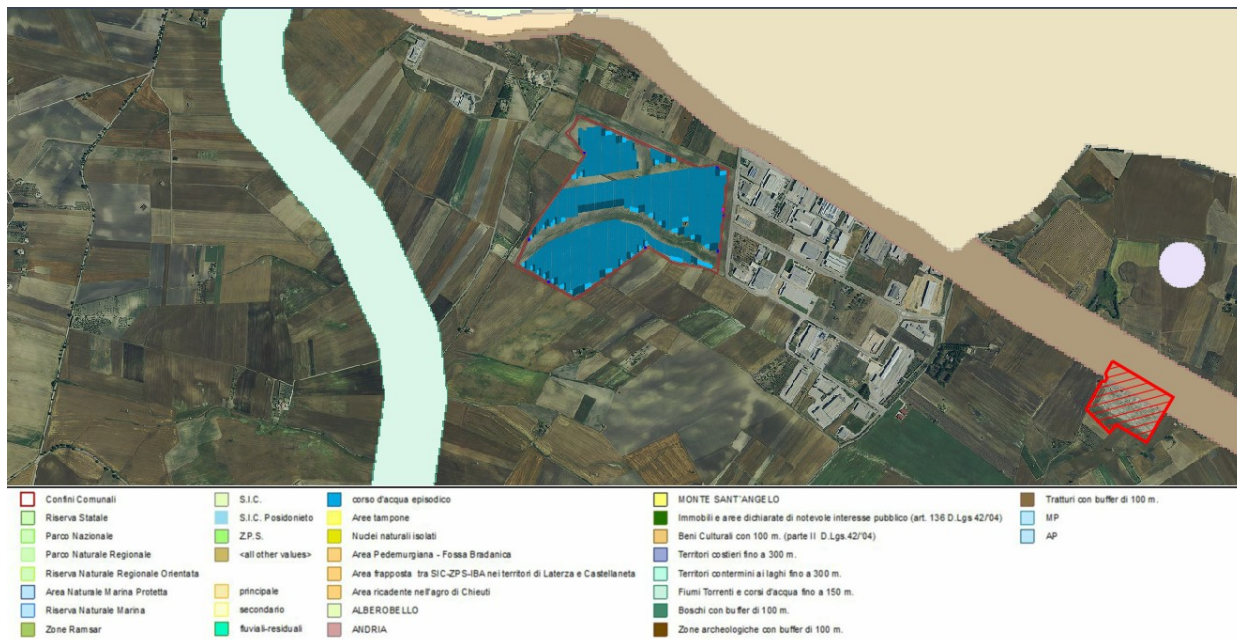 Confini Comunali
Riserva Statale
Parco Nazionale
Parco Naturale Regionale
Riserva Naturale Regionale Orientata
Area Naturale Marina Protetta
Riserva Naturale Marina
Zone Ramsar
S.I.C.
S.I.C. Posidonieto
Z.P.S.
<all other values>
principale
secondario
fluviali-residuali
corso d'acqua episodico
Aree tampone
Nuclei naturali isolati
Area Pedemurgiana - Fossa Bradanica
Area frapposta tra SIC-ZPS-IBA nei territori di Laterza e Castellaneta
Area ricadente nell'agro di Chieuti
ALBEROBELLO
ANDRIA
MONTE SANT'ANGELO
Immobili e aree dichiarate di notevole interesse pubblico (art. 136 D.Lgs 42/'04)
Beni Culturali con 100 m. (parte II D.Lgs.42/'04)
Territori costieri fino a 300 m.
Territori contermini ai laghi fino a 300 m.
Fiumi Torrenti e corsi d'acqua fino a 150 m.
Boschi con buffer di 100 m.
Zone archeologiche con buffer di 100 m.
Tratturi con buffer di 100 m.
MP
AP